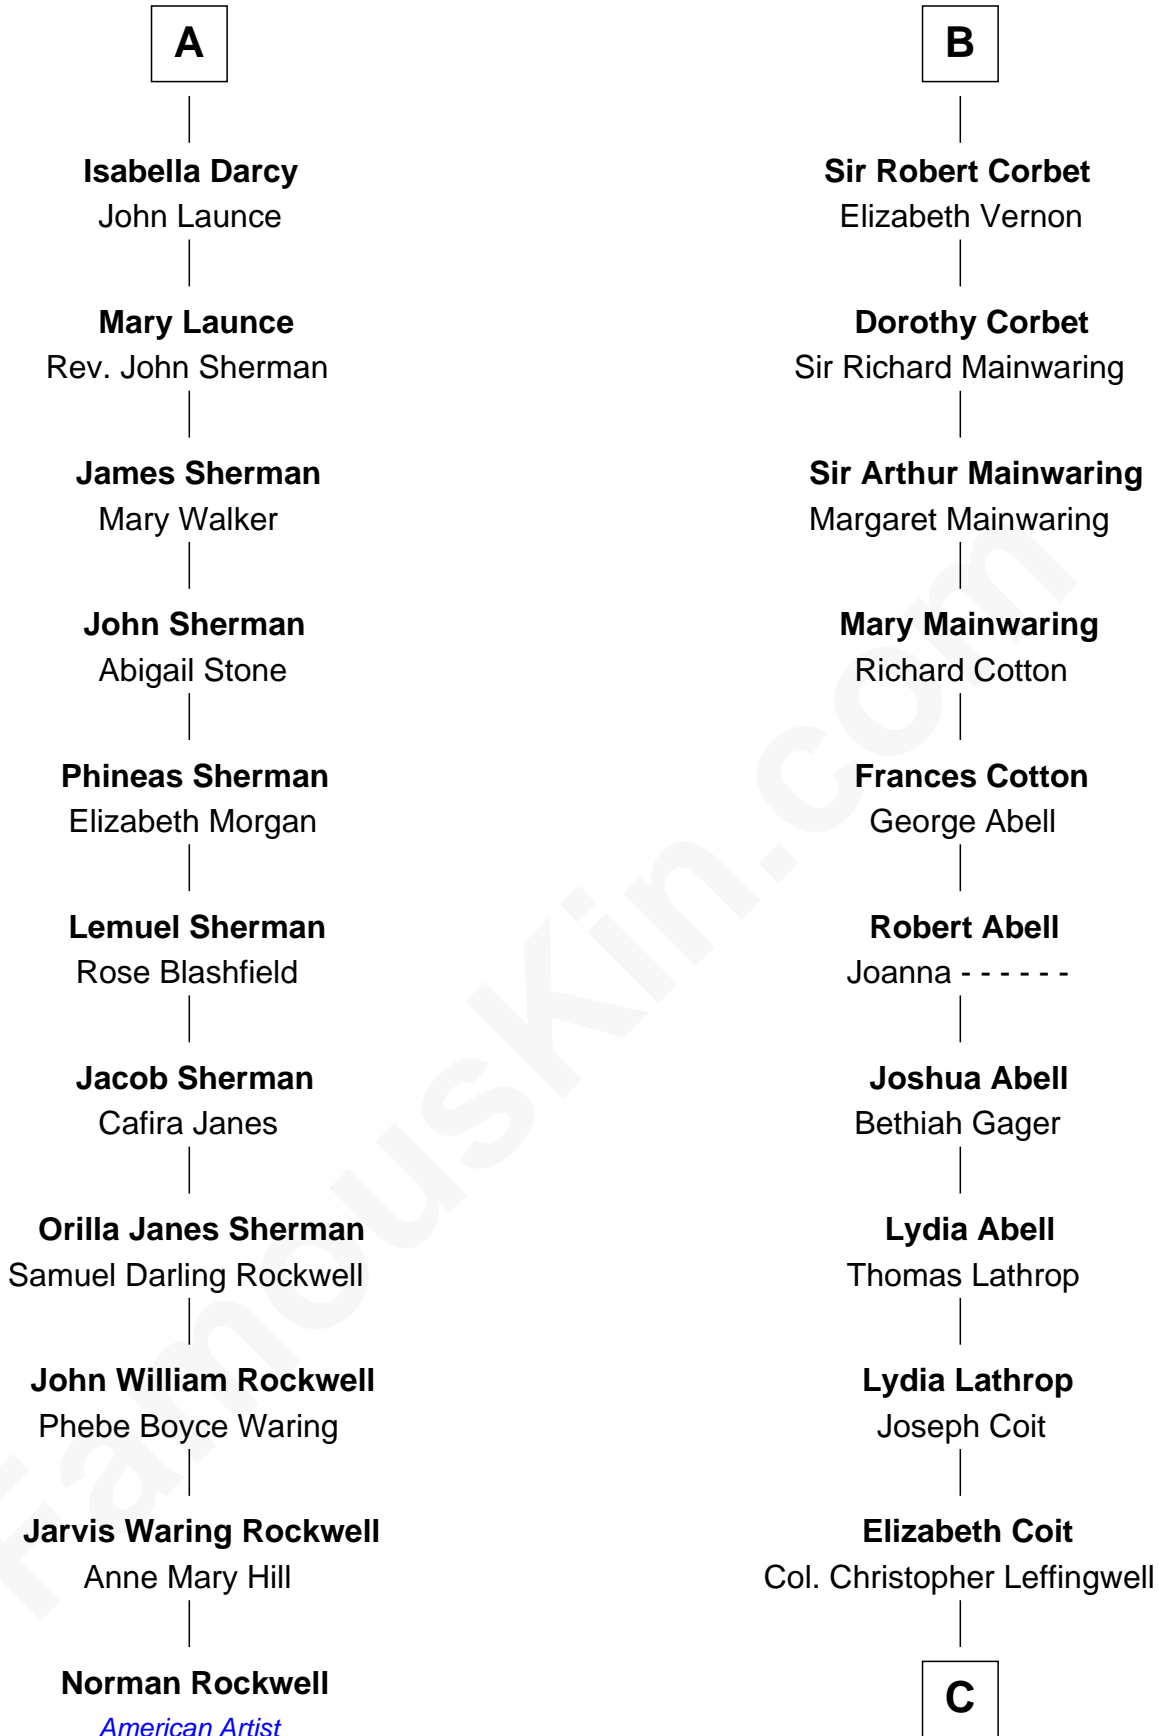 A
Isabella Darcy
John Launce
Mary Launce
Rev. John Sherman
James Sherman
Mary Walker
John Sherman
Abigail Stone
Phineas Sherman
Elizabeth Morgan
Lemuel Sherman
Rose Blashfield
Jacob Sherman
Cafira Janes
Orilla Janes Sherman
Samuel Darling Rockwell
John William Rockwell
Phebe Boyce Waring
Jarvis Waring Rockwell
Anne Mary Hill
Norman Rockwell
American Artist
B
Sir Robert Corbet
Elizabeth Vernon
Dorothy Corbet
Sir Richard Mainwaring
Sir Arthur Mainwaring
Margaret Mainwaring
Mary Mainwaring
Richard Cotton
Frances Cotton
George Abell
Robert Abell
Joanna - - - - - -
Joshua Abell
Bethiah Gager
Lydia Abell
Thomas Lathrop
Lydia Lathrop
Joseph Coit
Elizabeth Coit
Col. Christopher Leffingwell
C
FamousKin.com